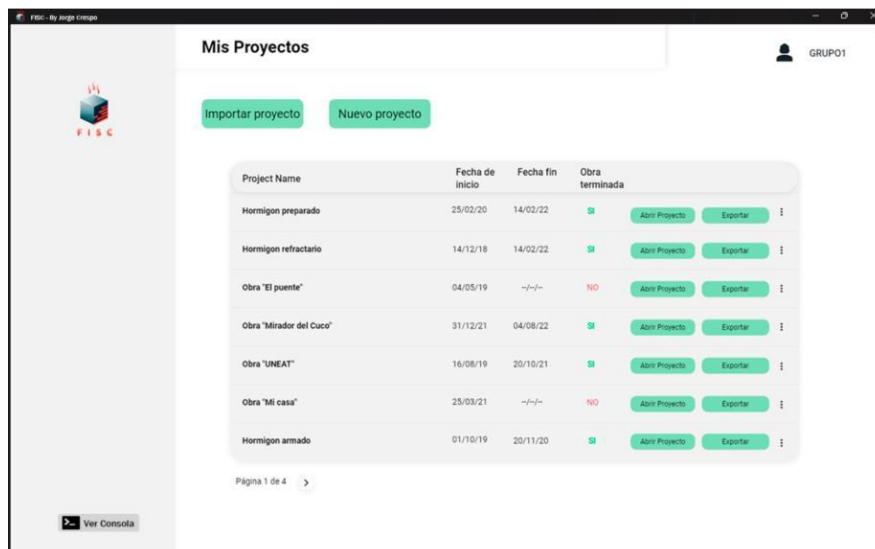 FISC - By Jorge Crespo
Mis Proyectos
GRUPO1
FISC
Importar proyecto
Nuevo proyecto
Project Name Fecha de inicio Fecha fin Obra terminada
Hormigon preparado 25/02/20 14/02/22 SI Abrir Proyecto Exportar
Hormigon refractario 14/12/18 14/02/22 SI Abrir Proyecto Exportar
Obra "El puente" 04/05/19 --/--/-- NO Abrir Proyecto Exportar
Obra "Mirador del Cuco" 31/12/21 04/08/22 SI Abrir Proyecto Exportar
Obra "UNEAT" 16/08/19 20/10/21 SI Abrir Proyecto Exportar
Obra "Mi casa" 25/03/21 --/--/-- NO Abrir Proyecto Exportar
Hormigon armado 01/10/19 20/11/20 SI Abrir Proyecto Exportar
Página 1 de 4
Ver Consola